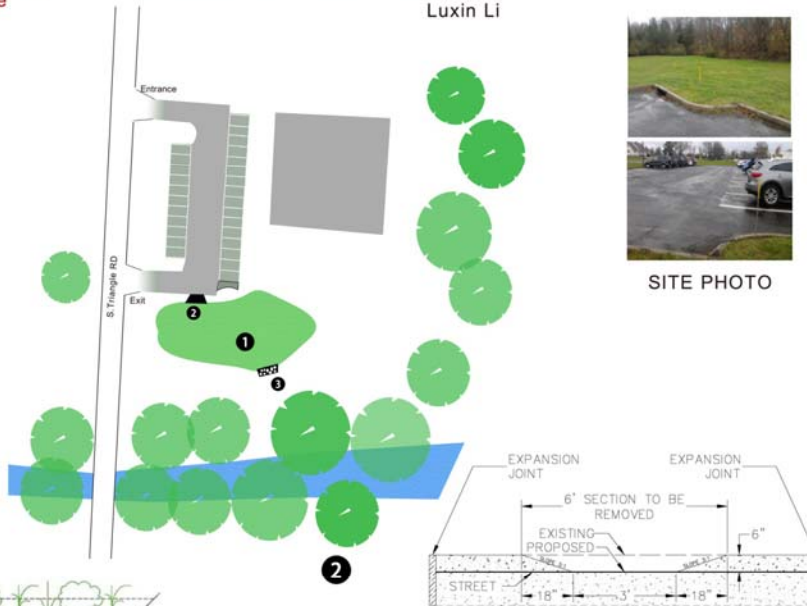 Luxin Li
Entrance
S.Triangle RD
Exit
2
1
3
2
SITE PHOTO
EXPANSION
JOINT
EXPANSION
JOINT
6' SECTION TO BE
REMOVED
EXISTING
PROPOSED
6"
STREET
18"
3'
18"